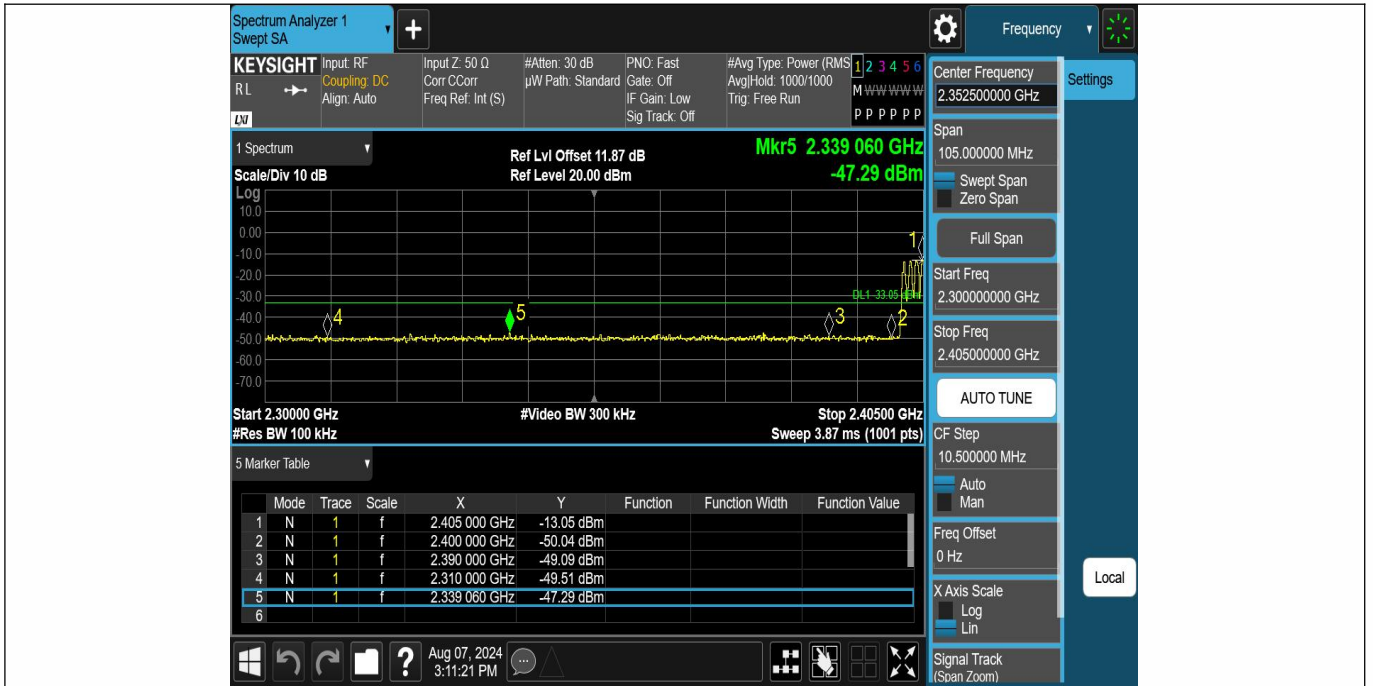 Spectrum Analyzer 1
Swept SA
+
Frequency
KEYSIGHT
RL
LXI
Input: RF
Coupling: DC
Align: Auto
Input Z: 50 Ω
Corr CCorr
Freq Ref: Int (S)
#Atten: 30 dB
µW Path: Standard
PNO: Fast
Gate: Off
IF Gain: Low
Sig Track: Off
#Avg Type: Power (RMS
Avg|Hold: 1000/1000
Trig: Free Run
1 2 3 4 5 6
M W W W W W
P P P P P P
1 Spectrum
Scale/Div 10 dB
Ref Lvl Offset 11.87 dB
Ref Level 20.00 dBm
Mkr5 2.339 060 GHz
-47.29 dBm
Log
10.0
0.00
-10.0
-20.0
-30.0
-40.0
-50.0
-60.0
-70.0
1
DL1 -33.05 dBm
4
5
3
2
Start 2.30000 GHz
#Video BW 300 kHz
Stop 2.40500 GHz
#Res BW 100 kHz
Sweep 3.87 ms (1001 pts)
5 Marker Table
Mode Trace Scale X Y Function Function Width Function Value
1 N 1 f 2.405 000 GHz -13.05 dBm
2 N 1 f 2.400 000 GHz -50.04 dBm
3 N 1 f 2.390 000 GHz -49.09 dBm
4 N 1 f 2.310 000 GHz -49.51 dBm
5 N 1 f 2.339 060 GHz -47.29 dBm
6
?
Aug 07, 2024
3:11:21 PM
Center Frequency
2.352500000 GHz
Settings
Span
105.000000 MHz
Swept Span
Zero Span
Full Span
Start Freq
2.300000000 GHz
Stop Freq
2.405000000 GHz
AUTO TUNE
CF Step
10.500000 MHz
Auto
Man
Freq Offset
0 Hz
X Axis Scale
Log
Lin
Local
Signal Track
(Span Zoom)